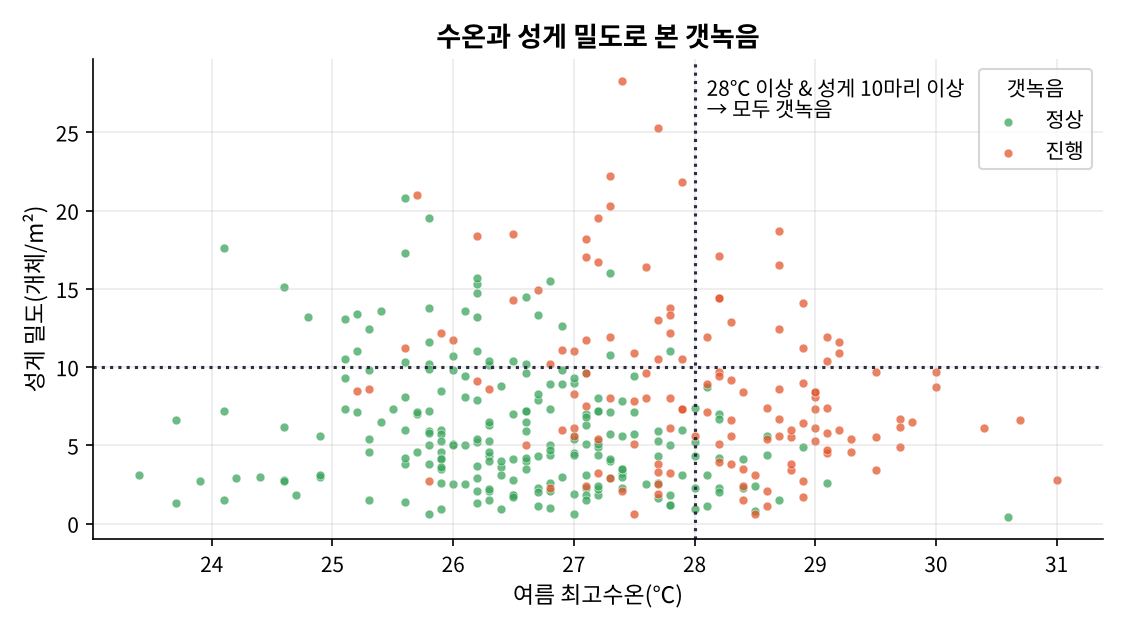 수온과 성게 밀도로 본 갯녹음
28°C 이상 & 성게 10마리 이상
→ 모두 갯녹음
갯녹음
정상
진행
성게 밀도(개체/m²)
25
20
15
10
5
0
24 25 26 27 28 29 30 31
여름 최고수온(°C)